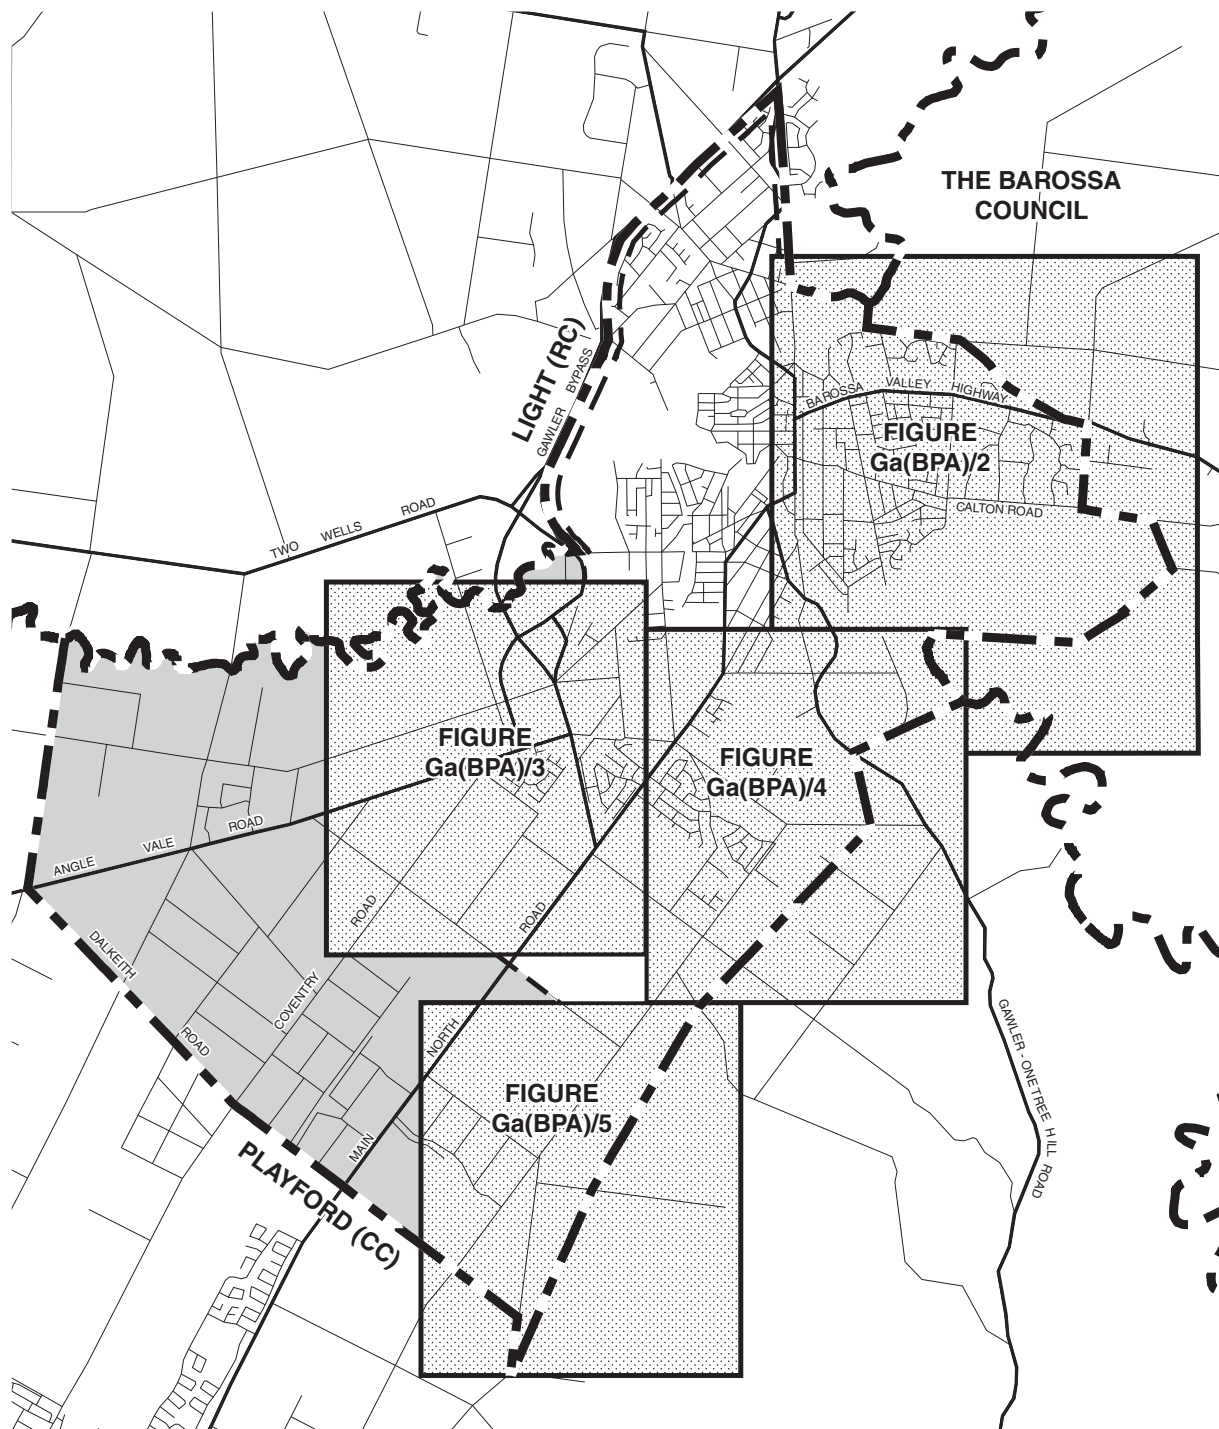 THE BAROSSA
COUNCIL
LIGHT (RC)
GAWLER BYPASS
BAROSSA VALLEY HIGHWAY
FIGURE
Ga(BPA)/2
CALTON ROAD
TWO WELLS ROAD
FIGURE
Ga(BPA)/3
FIGURE
Ga(BPA)/4
ANGLE VALE ROAD
DALKEITH ROAD
COVENTRY ROAD
MAIN NORTH ROAD
GAWLER - ONE TREE HILL ROAD
FIGURE
Ga(BPA)/5
PLAYFORD (CC)